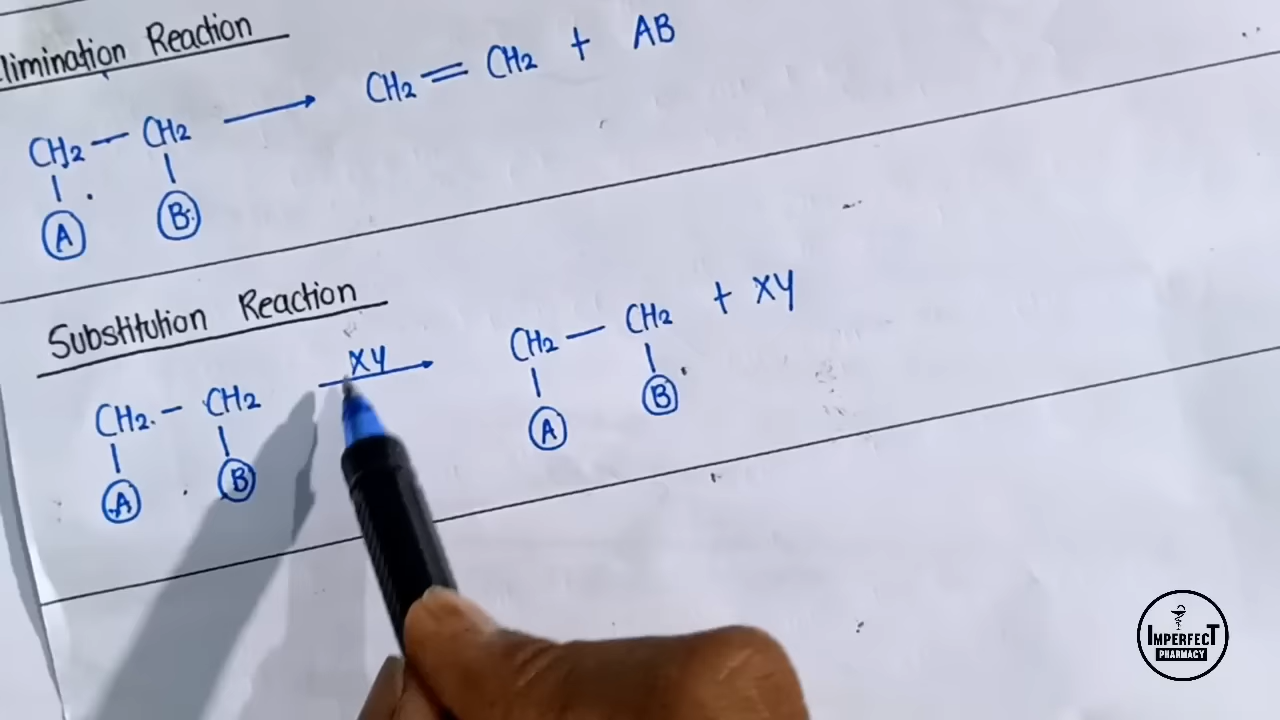 limination Reaction
CH2 — CH2 → CH2 = CH2 + AB
A B
Substitution Reaction
CH2 — CH2 XY → CH2 — CH2 + XY
A B A B
IMPERFECT
PHARMACY